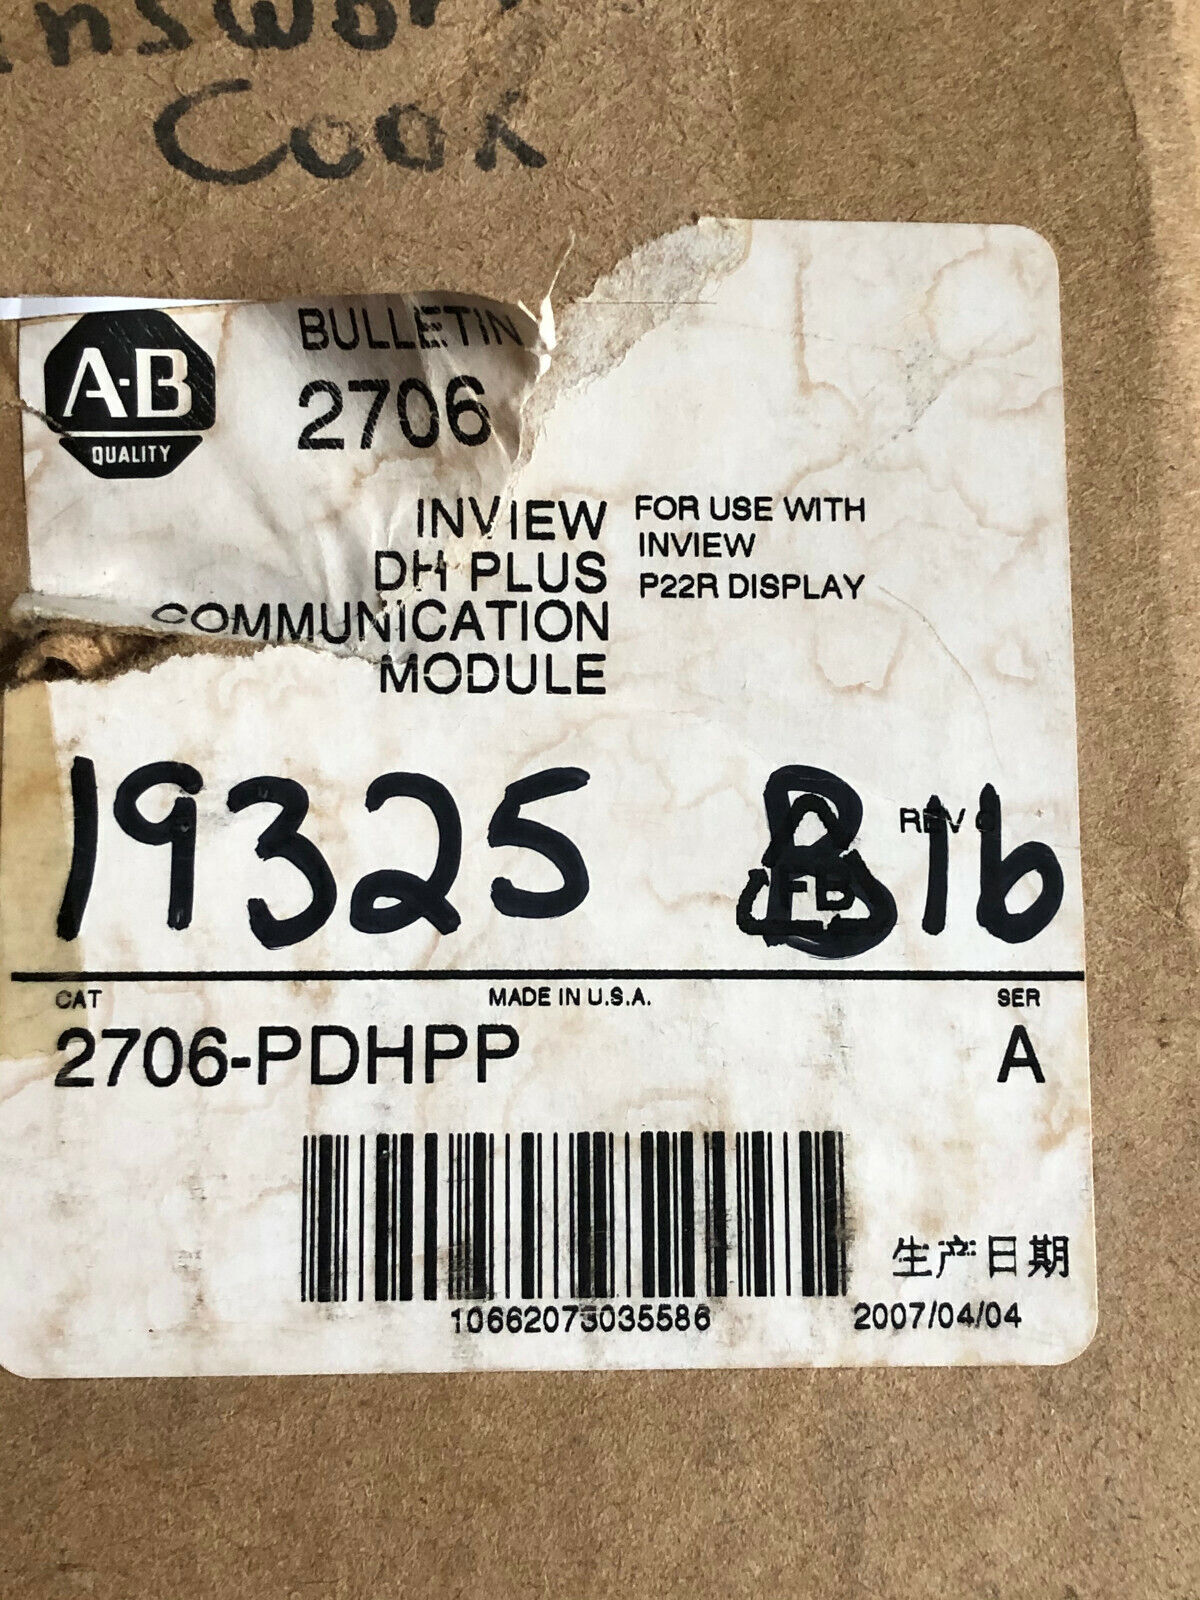 Cook
A-B
QUALITY
BULLETIN
2706
INVIEW
DH PLUS
COMMUNICATION
MODULE
FOR USE WITH
INVIEW
P22R DISPLAY
19325 B16
REV
FB
CAT
MADE IN U.S.A.
SER
2706-PDHPP
A
10662073035586
生产日期
2007/04/04